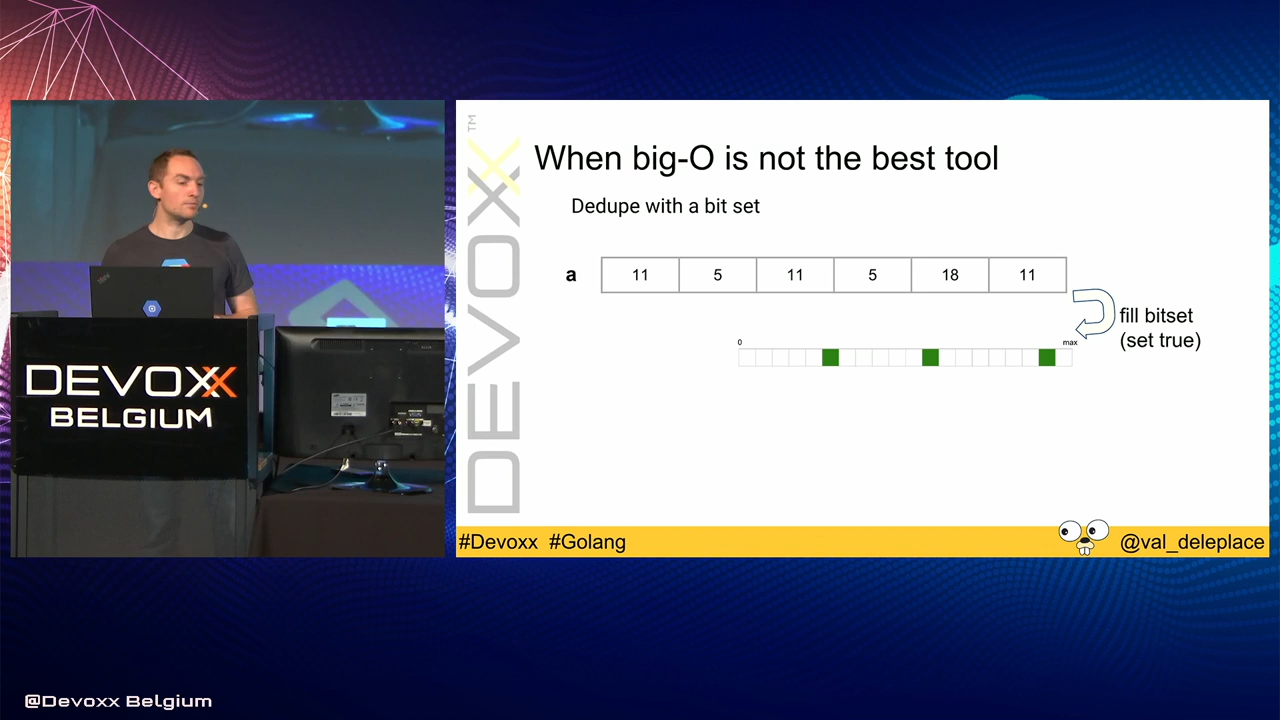 When big-O is not the best tool
Dedupe with a bit set
a 11 5 11 5 18 11
fill bitset
(set true)
0 max
DEVOXX™
#Devoxx #Golang @val_deleplace
DEVOXX
BELGIUM
@Devoxx Belgium